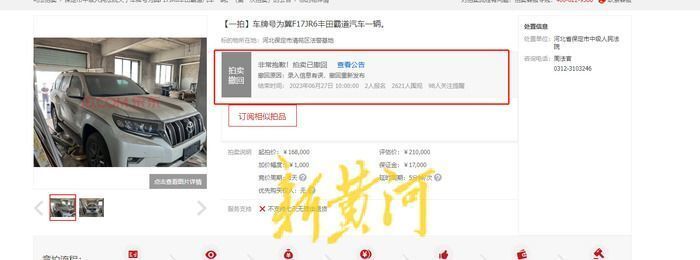 【一拍】车牌号为冀F17JR6车丰田霸道汽车一辆。
标的物所在地：河北保定市清苑区法警基地
拍卖
撤回
非常抱歉！拍卖已撤回 查看公告
撤回原因：录入信息有误，撤回重新发布
结束时间：2023年06月27日 10:00:00 2人报名 2621人围观 98人关注提醒
订阅相似拍品
拍卖说明 起拍价：￥168,000 评估价：￥210,000
加价幅度：￥1,000 保证金：￥17,000
竞价周期：1天 延时周期：5分钟/次
优先购买权人：无
服务支持 不支持七天无理由退货
点击查看图片详情
处置信息
处置单位：河北省保定市中级人民法
院
咨询电话：周法官
0312-3103246
新黄河
竞拍流程：